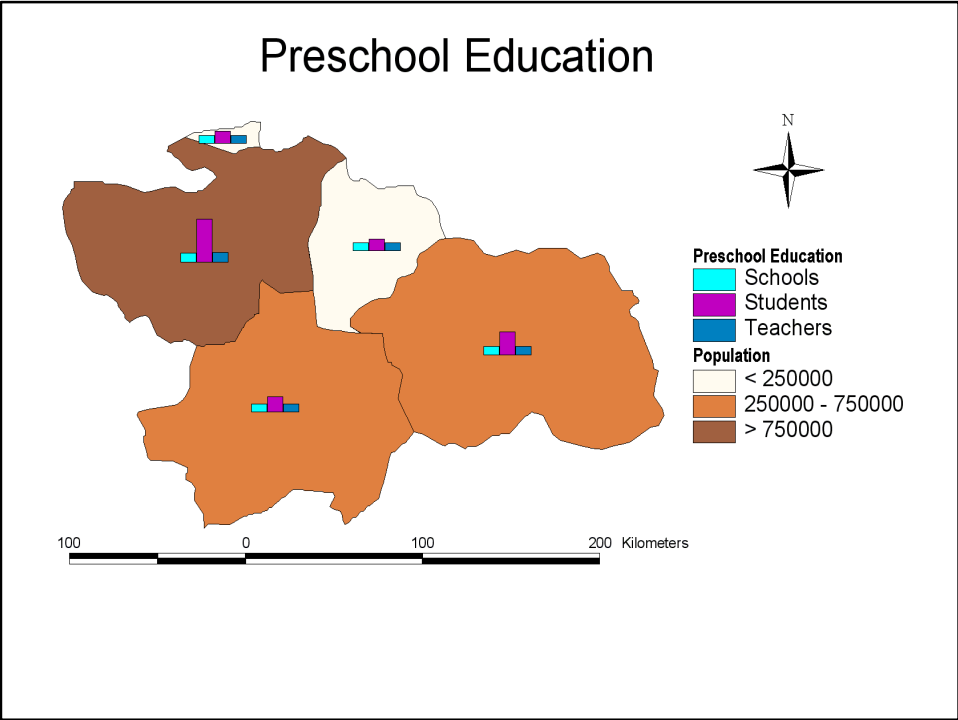 Preschool Education
N
Preschool Education
Schools
Students
Teachers
Population
< 250000
250000 - 750000
> 750000
100 0 100 200 Kilometers